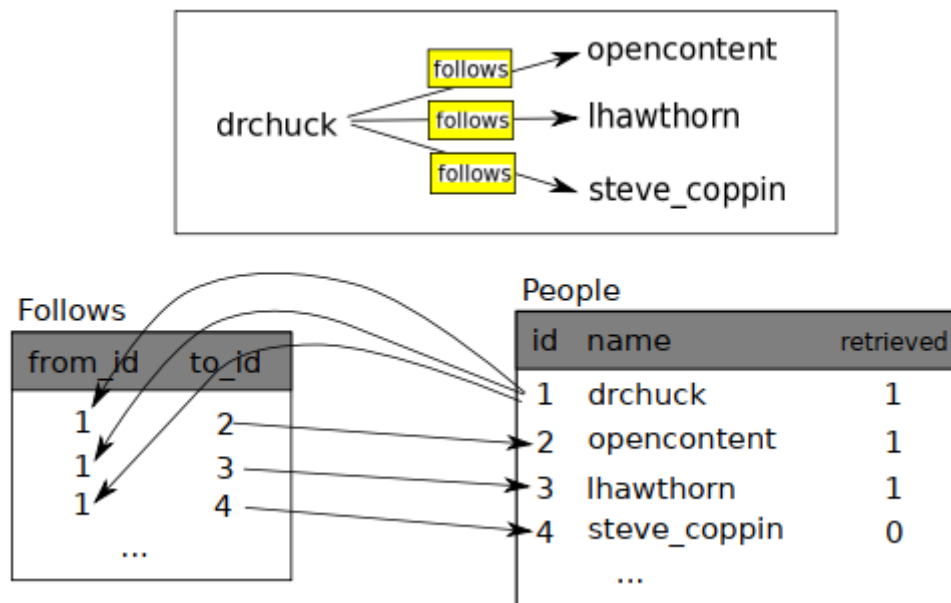 opencontent
follows
drchuck
follows
lhawthorn
follows
steve_coppin
Follows
from_id to_id
1 2
1 3
1 4
...
People
id name retrieved
1 drchuck 1
2 opencontent 1
3 lhawthorn 1
4 steve_coppin 0
...